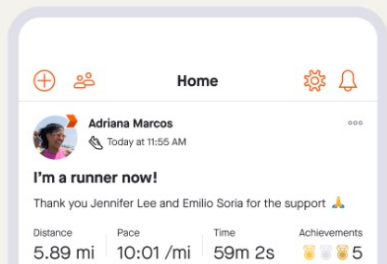 Home
Adriana Marcos
Today at 11:55 AM
I'm a runner now!
Thank you Jennifer Lee and Emilio Soria for the support 🙏
Distance Pace Time Achievements
5.89 mi 10:01 /mi 59m 2s 5